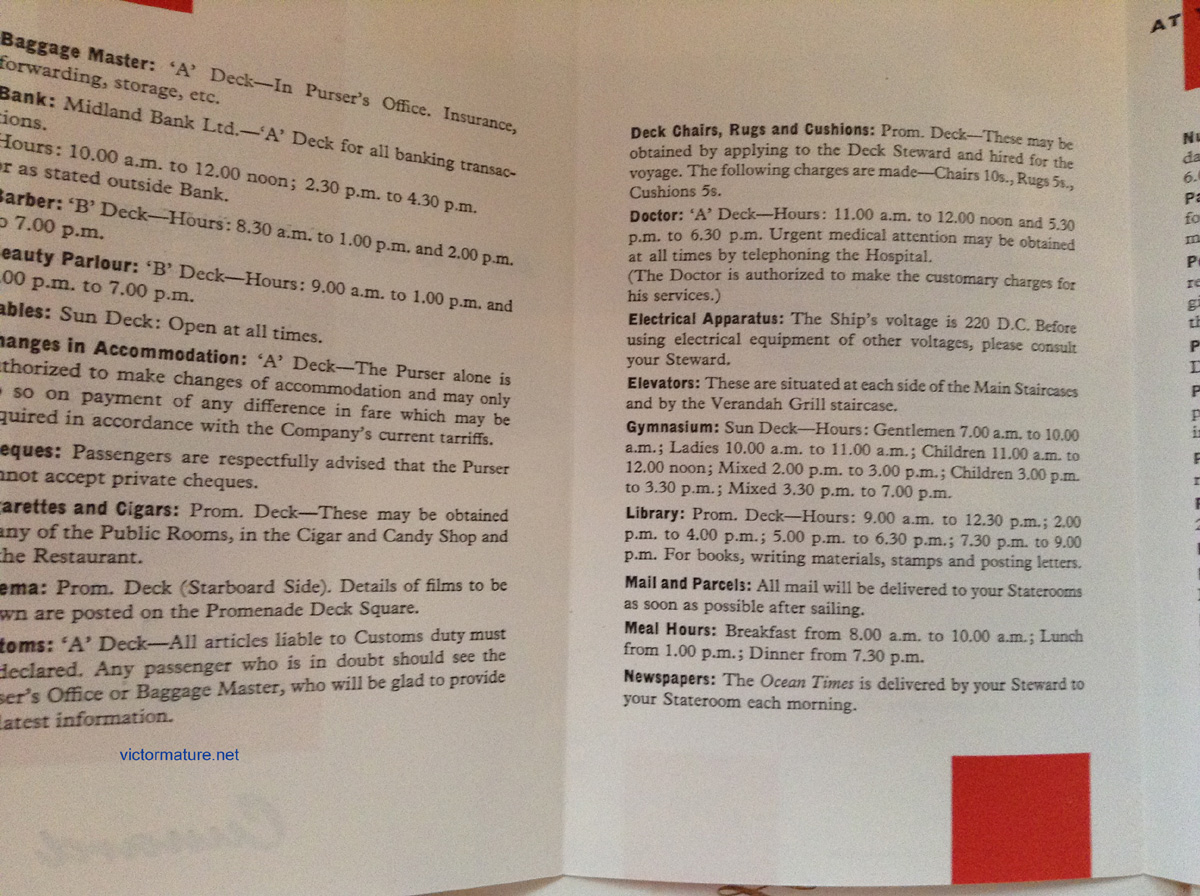 Baggage Master: ‘A’ Deck—In Purser’s Office. Insurance,
forwarding, storage, etc.
Bank: Midland Bank Ltd.—‘A’ Deck for all banking transac-
tions.
Hours: 10.00 a.m. to 12.00 noon; 2.30 p.m. to 4.30 p.m.
or as stated outside Bank.
Barber: ‘B’ Deck—Hours: 8.30 a.m. to 1.00 p.m. and 2.00 p.m.
to 7.00 p.m.
eauty Parlour: ‘B’ Deck—Hours: 9.00 a.m. to 1.00 p.m. and
.00 p.m. to 7.00 p.m.
ables: Sun Deck: Open at all times.
hanges in Accommodation: ‘A’ Deck—The Purser alone is
uthorized to make changes of accommodation and may only
so on payment of any difference in fare which may be
quired in accordance with the Company’s current tarriffs.
eques: Passengers are respectfully advised that the Purser
nnot accept private cheques.
arettes and Cigars: Prom. Deck—These may be obtained
any of the Public Rooms, in the Cigar and Candy Shop and
the Restaurant.
ema: Prom. Deck (Starboard Side). Details of films to be
wn are posted on the Promenade Deck Square.
toms: ‘A’ Deck—All articles liable to Customs duty must
declared. Any passenger who is in doubt should see the
ser’s Office or Baggage Master, who will be glad to provide
latest information.
victormature.net
Cunard
Deck Chairs, Rugs and Cushions: Prom. Deck—These may be
obtained by applying to the Deck Steward and hired for the
voyage. The following charges are made—Chairs 10s., Rugs 5s.,
Cushions 5s.
Doctor: ‘A’ Deck—Hours: 11.00 a.m. to 12.00 noon and 5.30
p.m. to 6.30 p.m. Urgent medical attention may be obtained
at all times by telephoning the Hospital.
(The Doctor is authorized to make the customary charges for
his services.)
Electrical Apparatus: The Ship’s voltage is 220 D.C. Before
using electrical equipment of other voltages, please consult
your Steward.
Elevators: These are situated at each side of the Main Staircases
and by the Verandah Grill staircase.
Gymnasium: Sun Deck—Hours: Gentlemen 7.00 a.m. to 10.00
a.m.; Ladies 10.00 a.m. to 11.00 a.m.; Children 11.00 a.m. to
12.00 noon; Mixed 2.00 p.m. to 3.00 p.m.; Children 3.00 p.m.
to 3.30 p.m.; Mixed 3.30 p.m. to 7.00 p.m.
Library: Prom. Deck—Hours: 9.00 a.m. to 12.30 p.m.; 2.00
p.m. to 4.00 p.m.; 5.00 p.m. to 6.30 p.m.; 7.30 p.m. to 9.00
p.m. For books, writing materials, stamps and posting letters.
Mail and Parcels: All mail will be delivered to your Staterooms
as soon as possible after sailing.
Meal Hours: Breakfast from 8.00 a.m. to 10.00 a.m.; Lunch
from 1.00 p.m.; Dinner from 7.30 p.m.
Newspapers: The Ocean Times is delivered by your Steward to
your Stateroom each morning.
AT